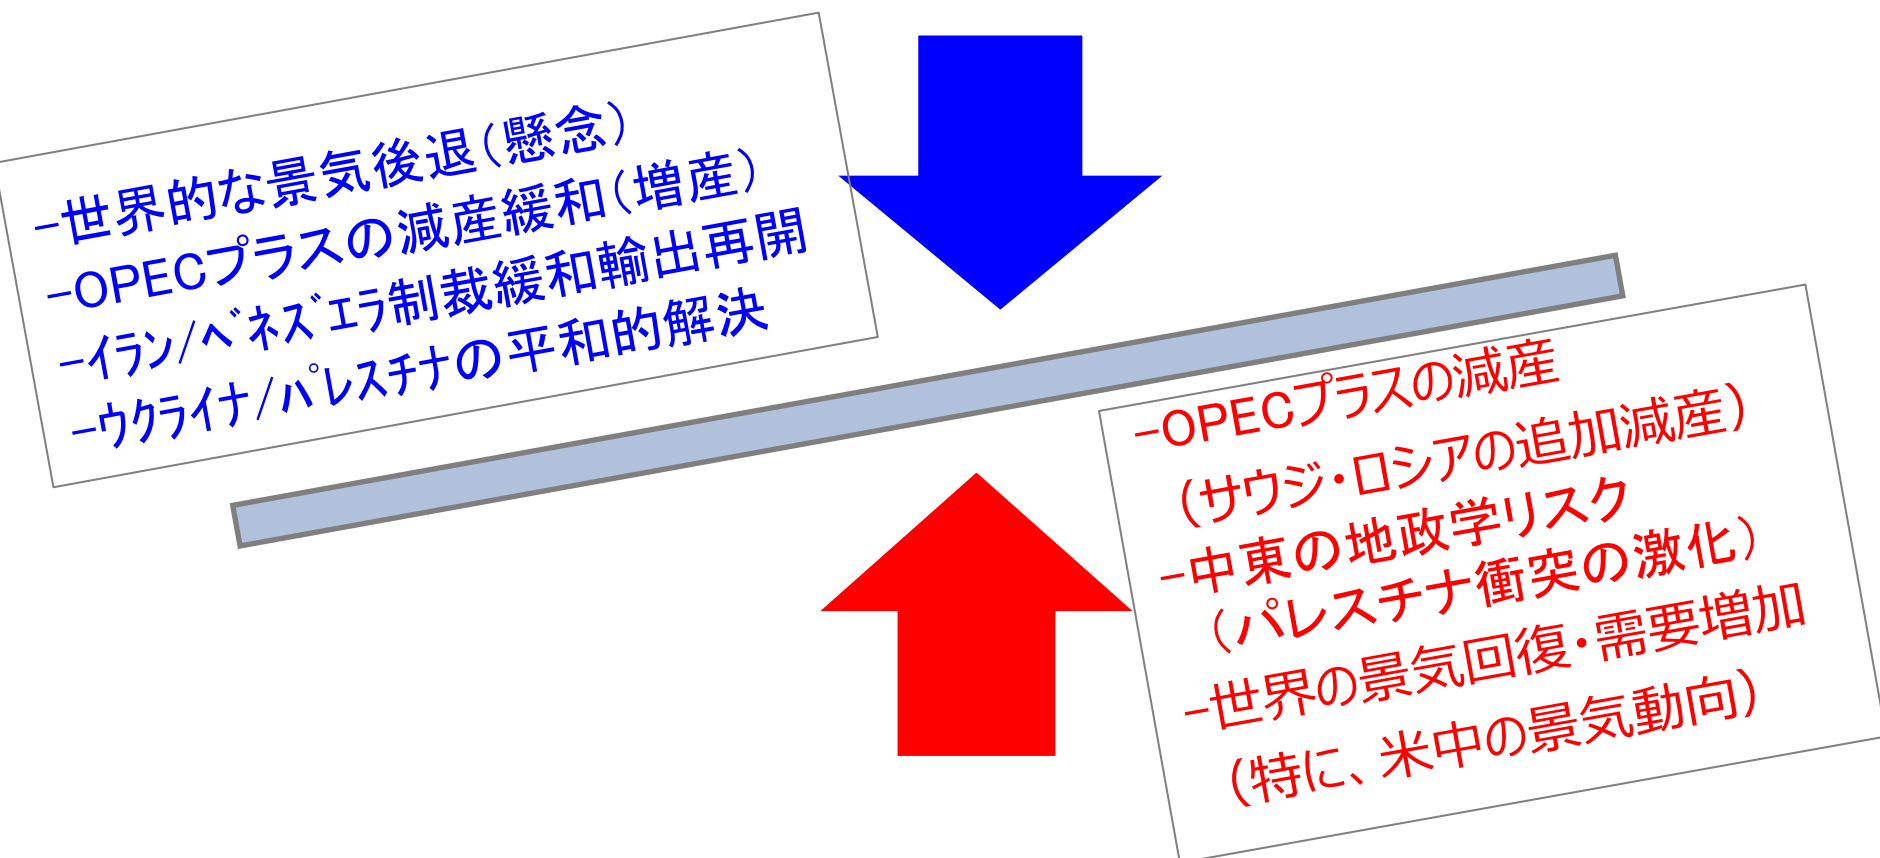 –世界的な景気後退(懸念)
–OPECプラスの減産緩和(増産)
–ｲﾗﾝ/ﾍﾞﾈｽﾞｴﾗ制裁緩和輸出再開
–ｳｸﾗｲﾅ/ﾊﾟﾚｽﾁﾅの平和的解決
–OPECプラスの減産
(サウジ・ロシアの追加減産)
–中東の地政学リスク
(パレスチナ衝突の激化)
–世界の景気回復・需要増加
(特に、米中の景気動向)